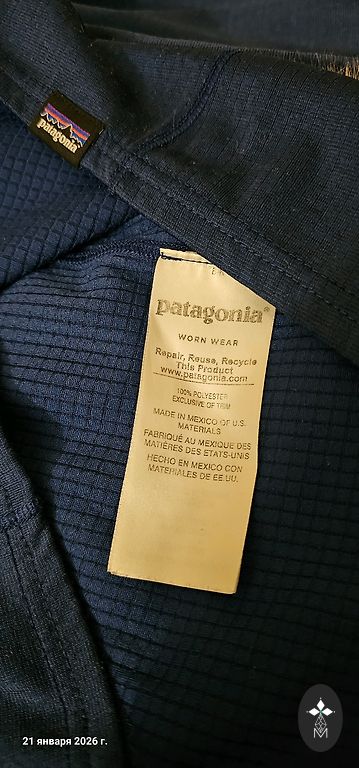 patagonia
patagonia®
WORN WEAR
Repair, Reuse, Recycle
This Product
www.patagonia.com
100% POLYESTER
EXCLUSIVE OF TRIM
MADE IN MEXICO OF U.S.
MATERIALS
FABRIQUÉ AU MEXIQUE DES
MATIÈRES DES ETATS-UNIS
HECHO EN MEXICO CON
MATERIALES DE EE.UU.
21 января 2026 г.
M